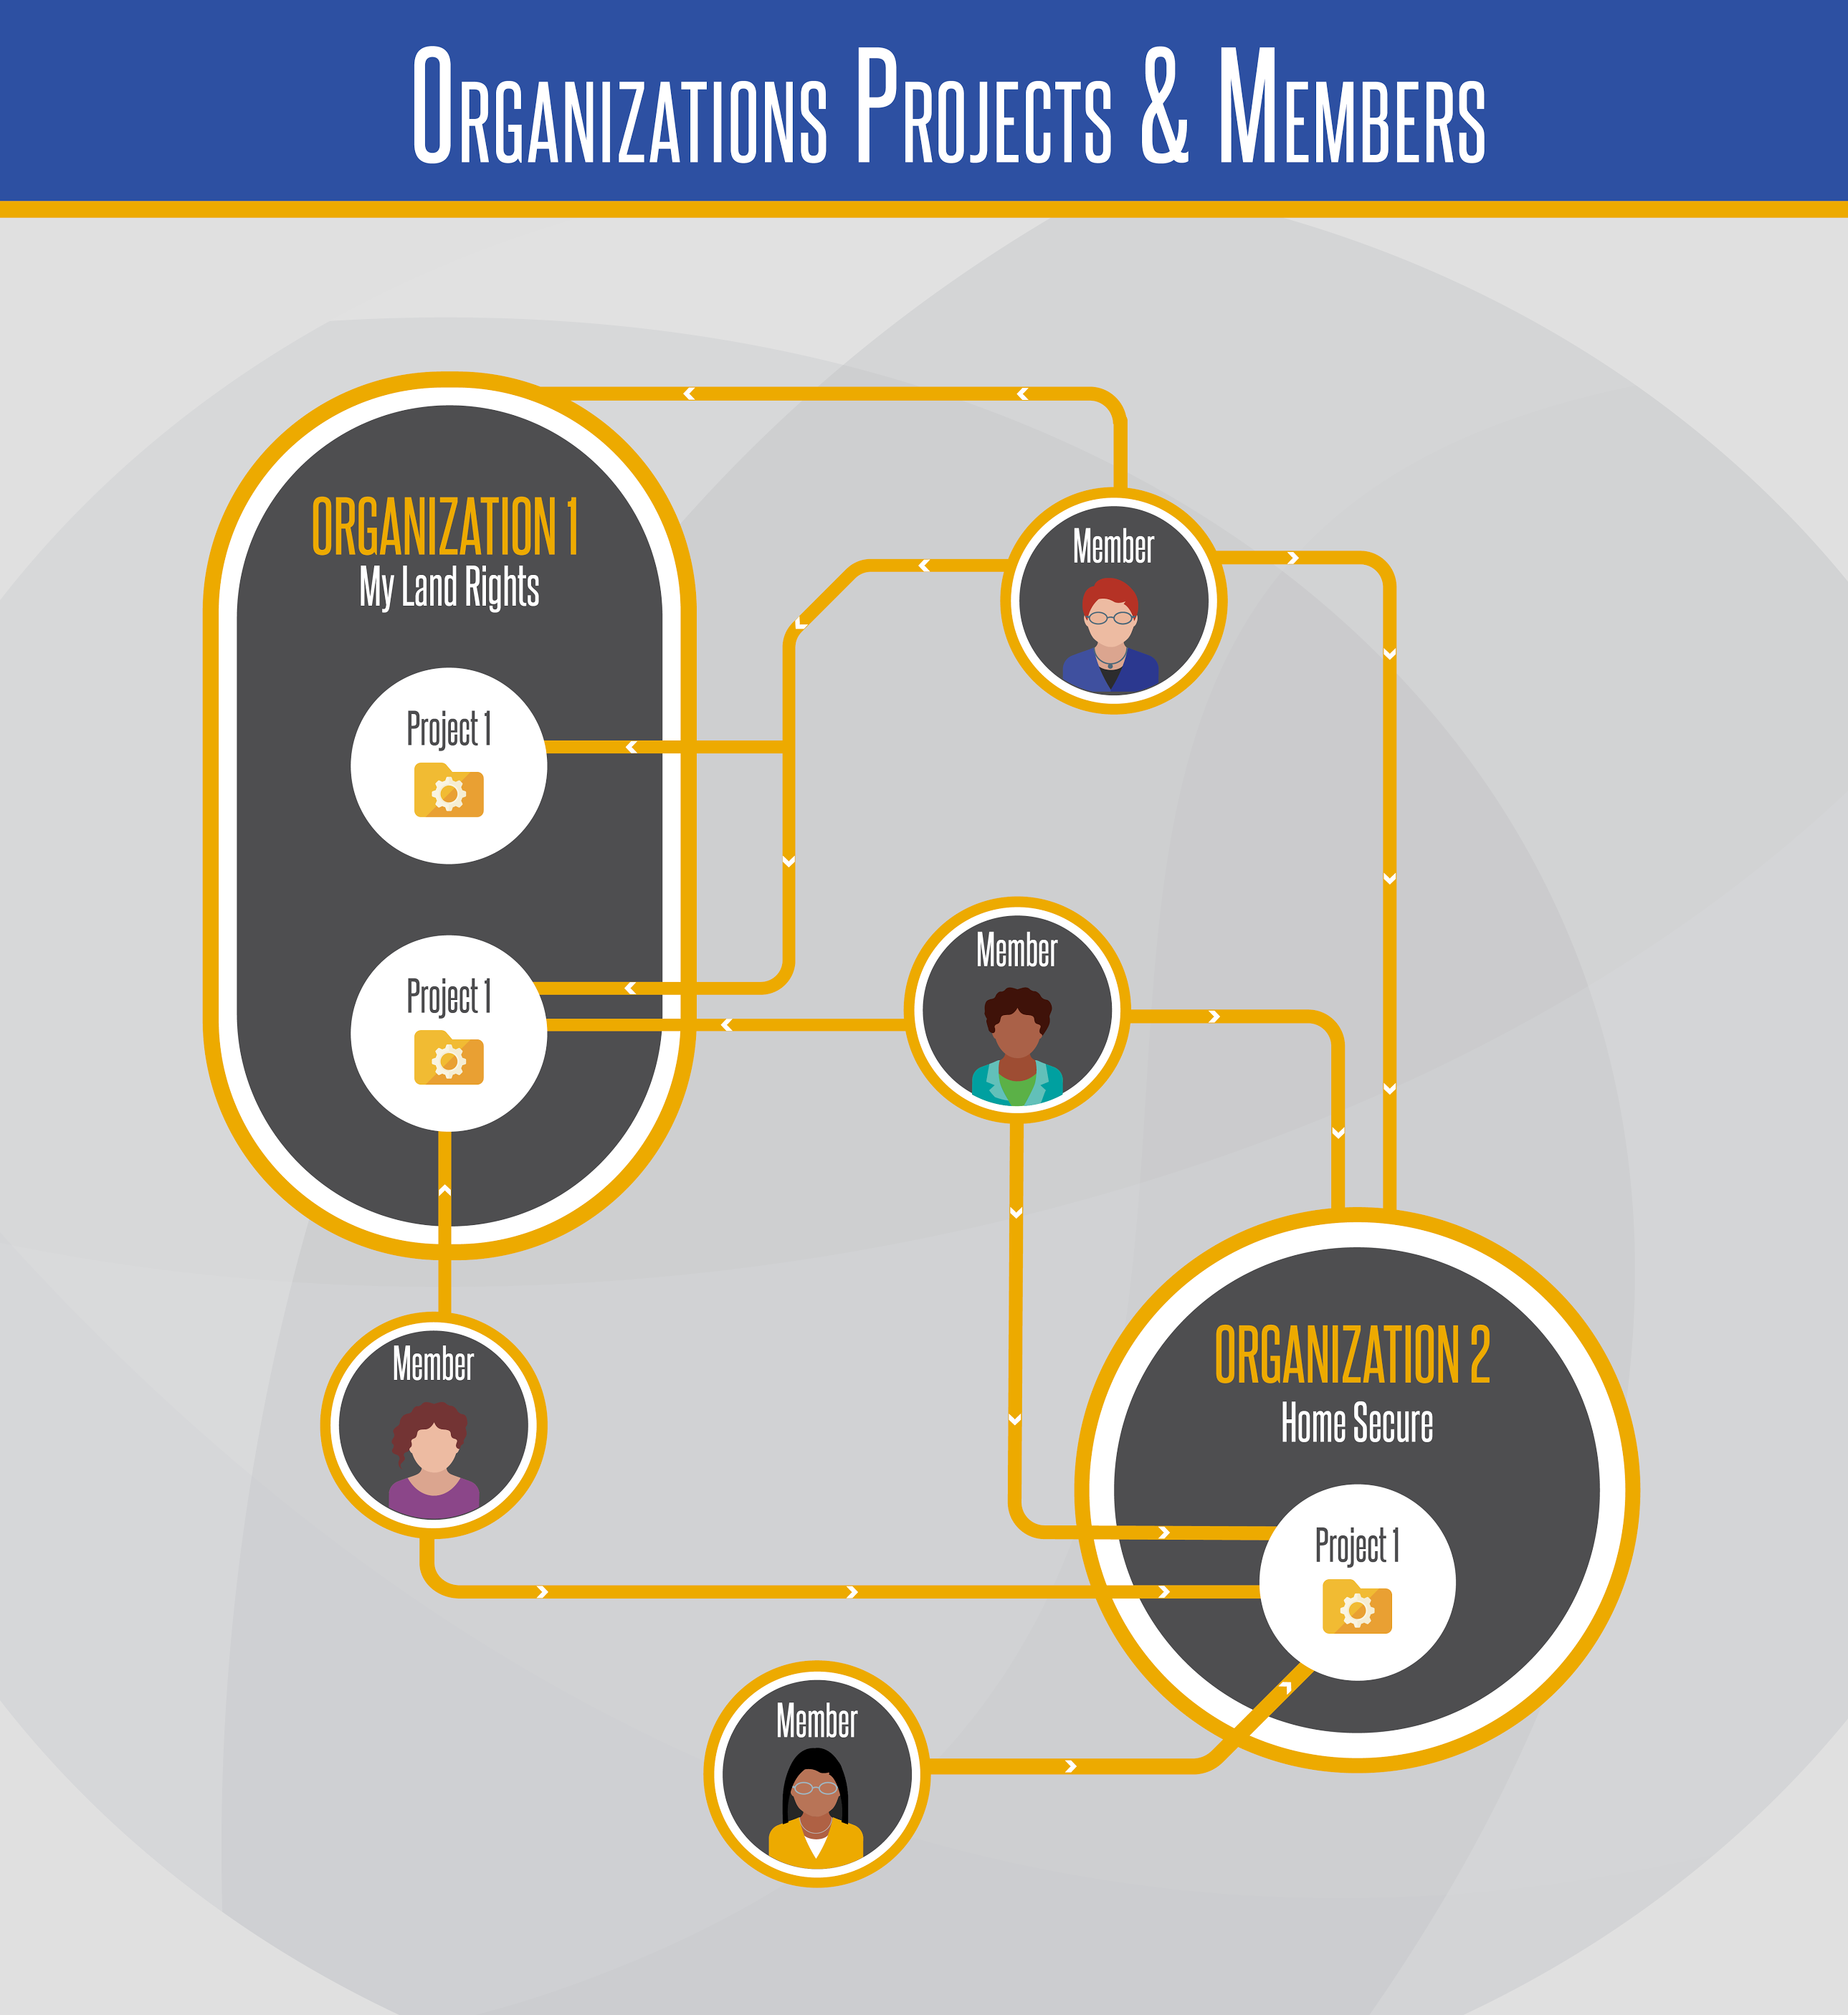 Organizations Projects & Members
ORGANIZATION 1
My Land Rights
Member
Project 1
Member
Project 1
Member
ORGANIZATION 2
Home Secure
Project 1
Member